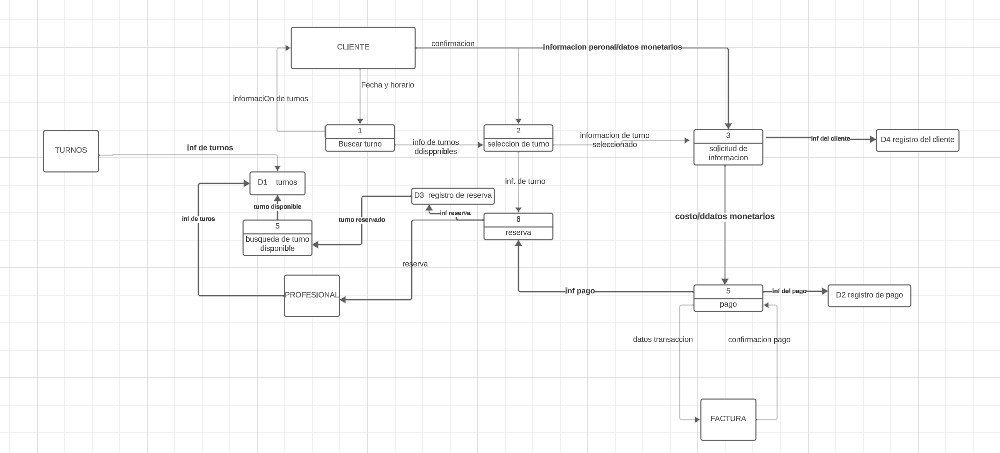 CLIENTE
confirmacion
informacion peronal/datos monetarios
Fecha y horario
informaciOn de turnos
1
Buscar turno
info de turnos
ddisppnibles
2
seleccion de turno
informacion de turno
seleccionado
3
solicitud de
informacion
inf del cliente
D4 registro del cliente
TURNOS
inf de turnos
D1 turnos
turno disponible
inf de turos
5
busqueda de turno
disponible
turno reservado
D3 registro de reserva
inf reserva
inf. de turno
6
reserva
reserva
PROFESIONAL
costo/ddatos monetarios
inf pago
5
pago
inf del pago
D2 registro de pago
datos transaccion
confirmacion pago
FACTURA